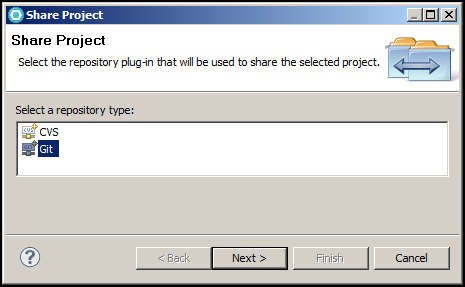 Share Project
Share Project
Select the repository plug-in that will be used to share the selected project.
Select a repository type:
CVS
Git
? < Back Next > Finish Cancel